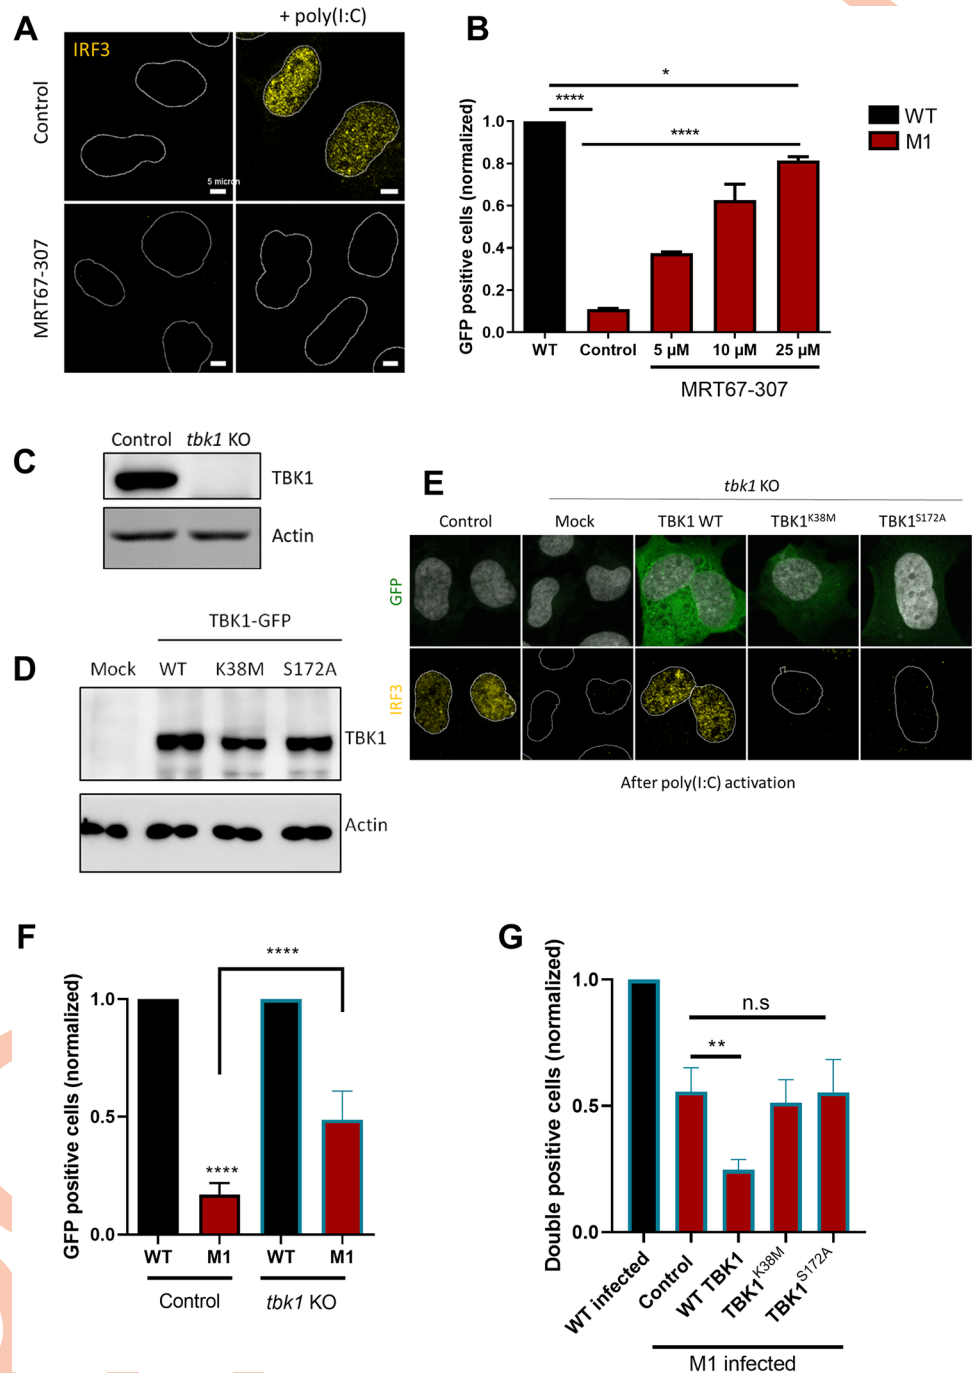 A
+ poly(I:C)
IRF3
Control
5 micron
MRT67-307
B
GFP positive cells (normalized)
*
****
****
1.0
0.8
0.6
0.4
0.2
0.0
WT
Control
5 µM
10 µM
25 µM
MRT67-307
WT
M1
C
Control
tbk1 KO
TBK1
Actin
D
TBK1-GFP
Mock
WT
K38M
S172A
TBK1
Actin
E
tbk1 KO
Control
Mock
TBK1 WT
TBK1K38M
TBK1S172A
GFP
IRF3
After poly(I:C) activation
F
GFP positive cells (normalized)
****
1.0
0.5
0.0
****
WT
M1
WT
M1
Control
tbk1 KO
G
Double positive cells (normalized)
1.0
0.5
0.0
n.s
**
WT infected
Control
WT TBK1
TBK1K38M
TBK1S172A
M1 infected